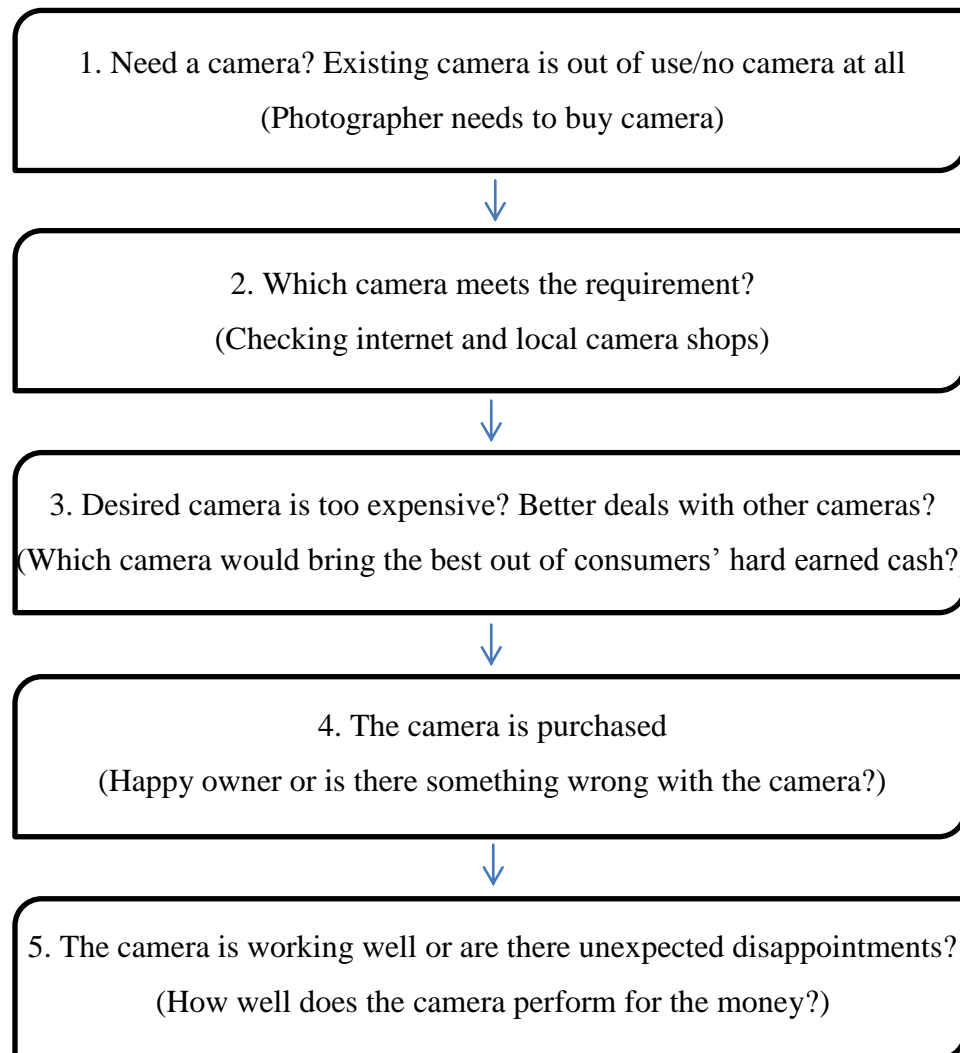 1. Need a camera? Existing camera is out of use/no camera at all
(Photographer needs to buy camera)
2. Which camera meets the requirement?
(Checking internet and local camera shops)
3. Desired camera is too expensive? Better deals with other cameras?
(Which camera would bring the best out of consumers’ hard earned cash?)
4. The camera is purchased
(Happy owner or is there something wrong with the camera?)
5. The camera is working well or are there unexpected disappointments?
(How well does the camera perform for the money?)